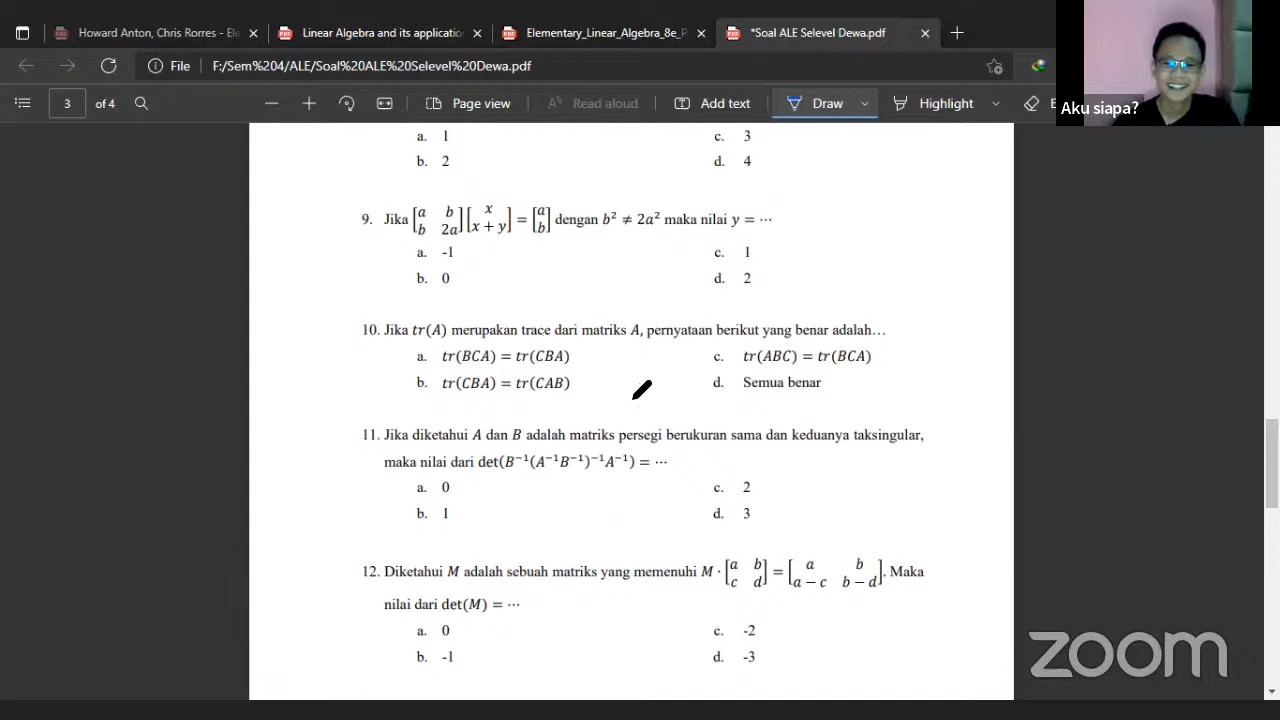 Howard Anton, Chris Rorres - Ele
Linear Algebra and its applicatio
Elementary_Linear_Algebra_8e_P
*Soal ALE Selevel Dewa.pdf
File
F:/Sem%204/ALE/Soal%20ALE%20Selevel%20Dewa.pdf
3 of 4
Page view
Read aloud
Add text
Draw
Highlight
E
Aku siapa?
a. 1 c. 3
b. 2 d. 4
9. Jika [a b; b 2a] [x; x + y] = [a; b] dengan b² ≠ 2a² maka nilai y = ⋯
a. -1 c. 1
b. 0 d. 2
10. Jika tr(A) merupakan trace dari matriks A, pernyataan berikut yang benar adalah…
a. tr(BCA) = tr(CBA) c. tr(ABC) = tr(BCA)
b. tr(CBA) = tr(CAB) d. Semua benar
11. Jika diketahui A dan B adalah matriks persegi berukuran sama dan keduanya taksingular,
maka nilai dari det(B⁻¹(A⁻¹B⁻¹)⁻¹A⁻¹) = ⋯
a. 0 c. 2
b. 1 d. 3
12. Diketahui M adalah sebuah matriks yang memenuhi M · [a b; c d] = [a b; a − c b − d]. Maka
nilai dari det(M) = ⋯
a. 0 c. -2
b. -1 d. -3
zoom